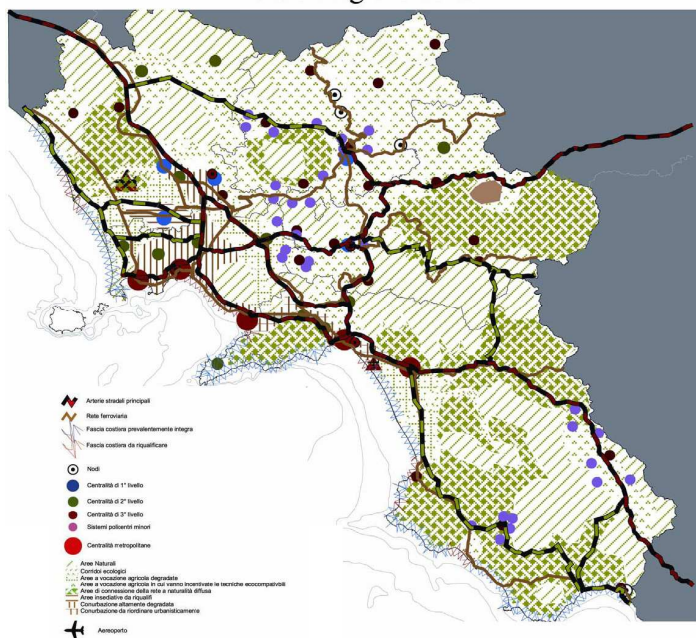 Arterie stradali principali
Rete ferroviaria
Fascia costiera prevalentemente integra
Fascia costiera da riqualificare
Nodi
Centralità di 1° livello
Centralità di 2° livello
Centralità di 3° livello
Sistemi policentri minori
Centralità metropolitane
Aree Naturali
Corridoi ecologici
Aree a vocazione agricola degradate
Aree a vocazione agricola in cui vanno incentivate le tecniche ecocompatibili
Aree di connessione della rete a naturalità diffusa
Aree insediative da riqualifi
Conurbazione altamente degradata
Conurbazione da riordinare urbanisticamente
Aereoperto